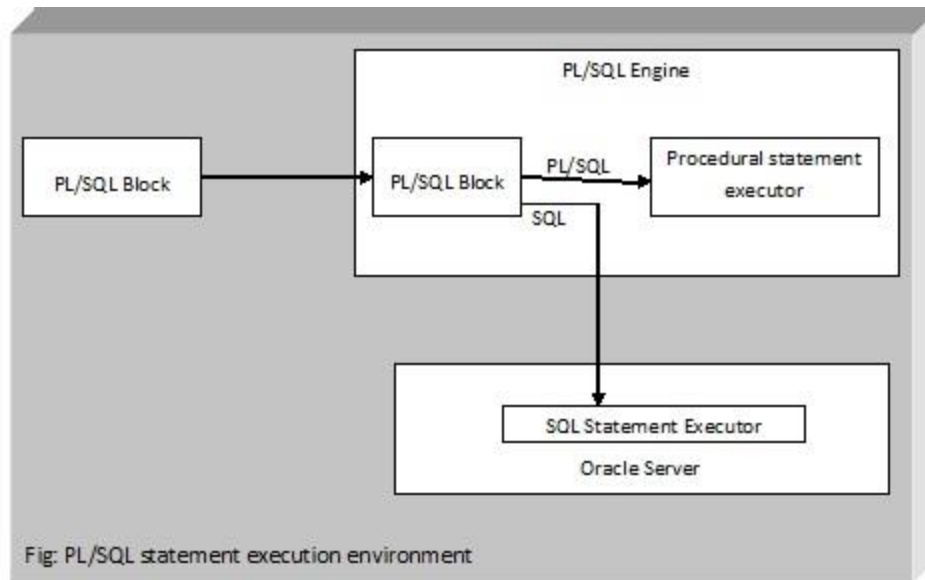 PL/SQL Engine
PL/SQL Block
PL/SQL Block
PL/SQL
SQL
Procedural statement
executor
SQL Statement Executor
Oracle Server
Fig: PL/SQL statement execution environment